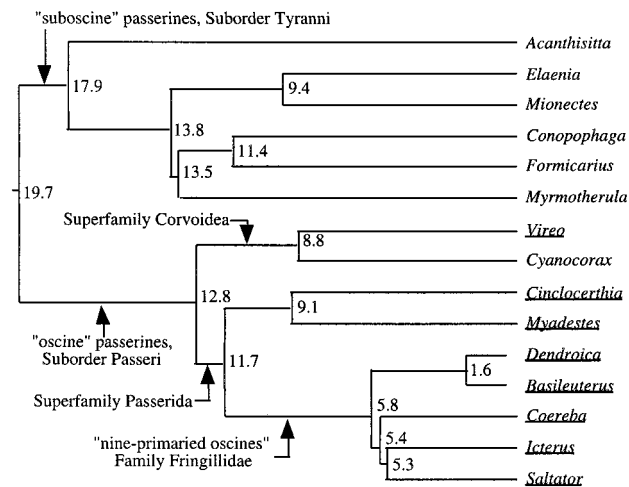 "suboscine" passerines, Suborder Tyranni
Acanthisitta
17.9
Elaenia
9.4
Mionectes
13.8
Conopophaga
11.4
Formicarius
13.5
Myrmotherula
19.7
Superfamily Corvoidea
Vireo
8.8
Cyanocorax
12.8
Cinclocerthia
9.1
Myadestes
"oscine" passerines,
Suborder Passeri
11.7
Dendroica
1.6
Basileuterus
Superfamily Passerida
5.8
Coereba
"nine-primaried oscines"
Family Fringillidae
5.4
Icterus
5.3
Saltator